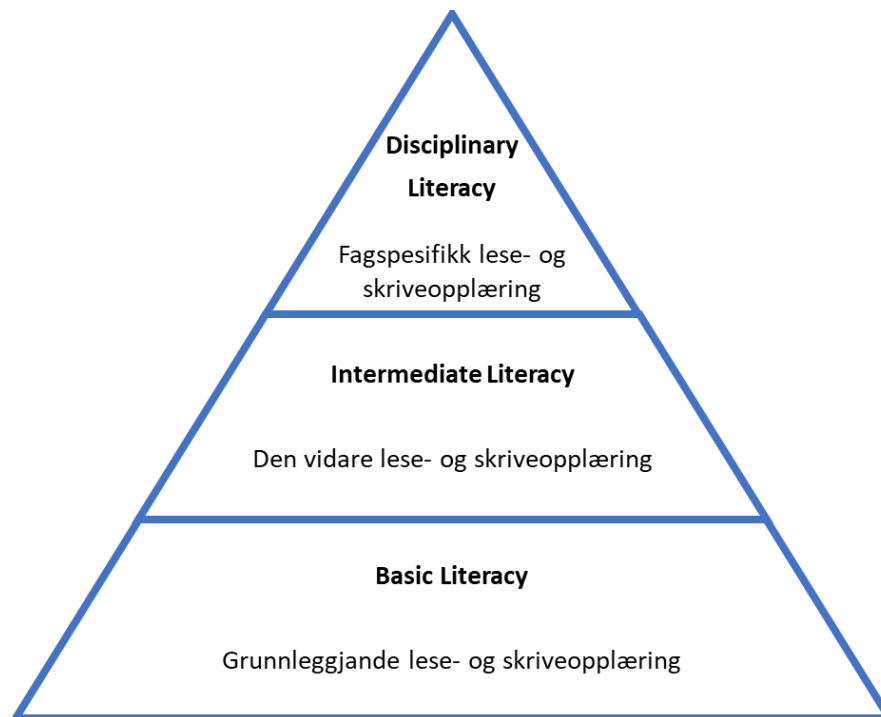 Disciplinary
Literacy
Fagspesifikk lese- og
skriveopplæring
Intermediate Literacy
Den vidare lese- og skriveopplæring
Basic Literacy
Grunnleggjande lese- og skriveopplæring